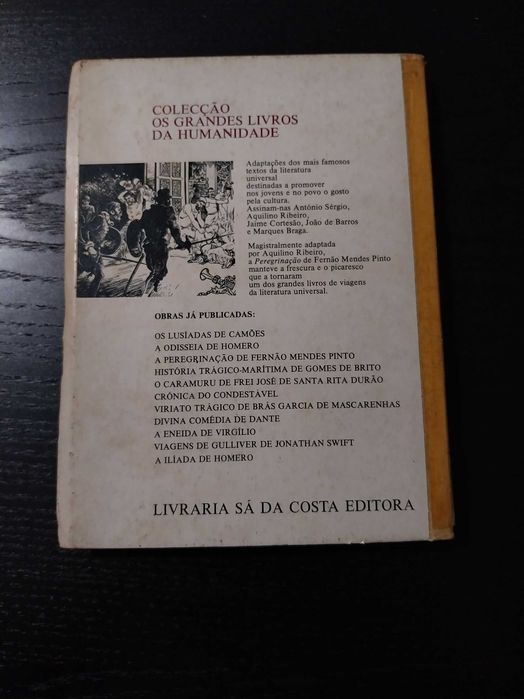 COLECÇÃO
OS GRANDES LIVROS
DA HUMANIDADE
Adaptações dos mais famosos
textos da literatura
universal
destinadas a promover
nos jovens e no povo o gosto
pela cultura.
Assinam-nas António Sérgio,
Aquilino Ribeiro,
Jaime Cortesão, João de Barros
e Marques Braga.
Magistralmente adaptada
por Aquilino Ribeiro,
a Peregrinação de Fernão Mendes Pinto
manteve a frescura e o picaresco
que a tornaram
um dos grandes livros de viagens
da literatura universal.
OBRAS JÁ PUBLICADAS:
OS LUSÍADAS DE CAMÕES
A ODISSEIA DE HOMERO
A PEREGRINAÇÃO DE FERNÃO MENDES PINTO
HISTÓRIA TRÁGICO-MARÍTIMA DE GOMES DE BRITO
O CARAMURU DE FREI JOSÉ DE SANTA RITA DURÃO
CRÓNICA DO CONDESTÁVEL
VIRIATO TRÁGICO DE BRÁS GARCIA DE MASCARENHAS
DIVINA COMÉDIA DE DANTE
A ENEIDA DE VIRGÍLIO
VIAGENS DE GULLIVER DE JONATHAN SWIFT
A ILÍADA DE HOMERO
LIVRARIA SÁ DA COSTA EDITORA